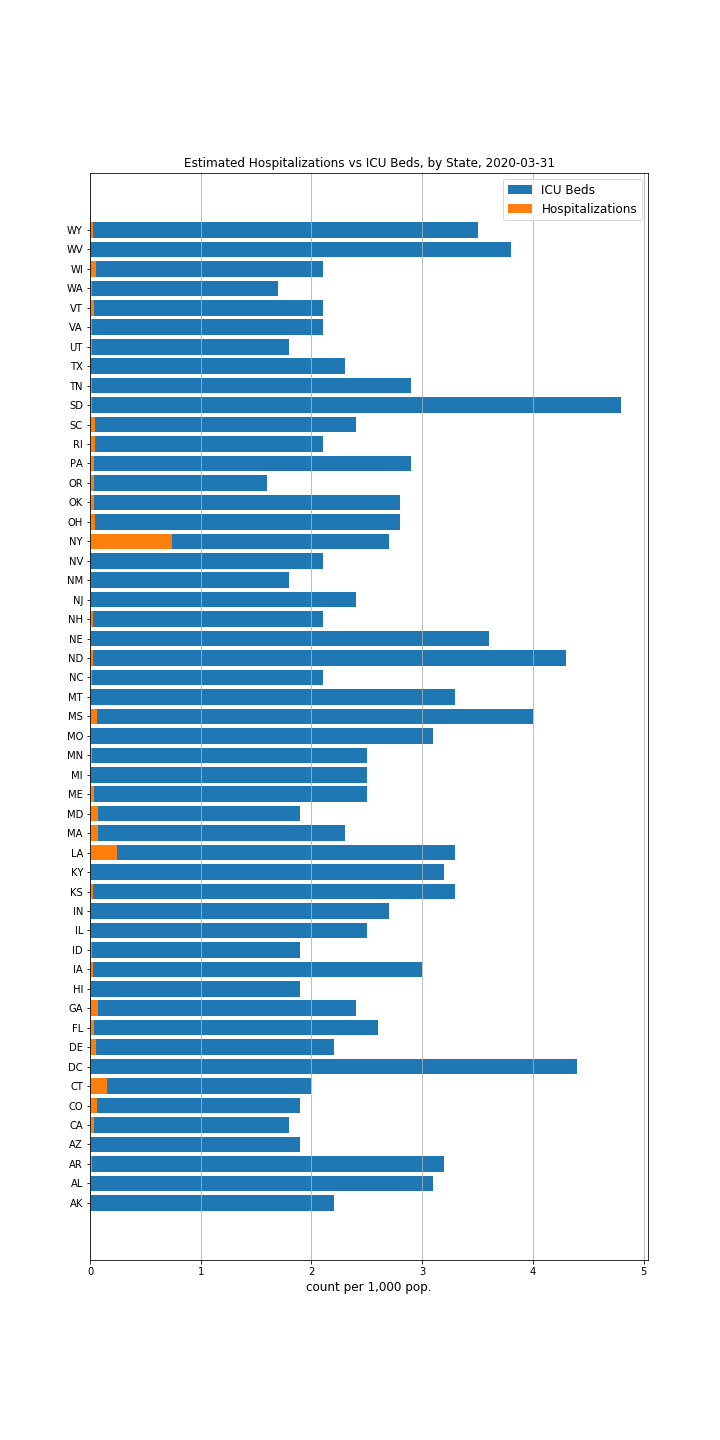 Estimated Hospitalizations vs ICU Beds, by State, 2020-03-31
ICU Beds
Hospitalizations
WY
WV
WI
WA
VT
VA
UT
TX
TN
SD
SC
RI
PA
OR
OK
OH
NY
NV
NM
NJ
NH
NE
ND
NC
MT
MS
MO
MN
MI
ME
MD
MA
LA
KY
KS
IN
IL
ID
IA
HI
GA
FL
DE
DC
CT
CO
CA
AZ
AR
AL
AK
0 1 2 3 4 5
count per 1,000 pop.